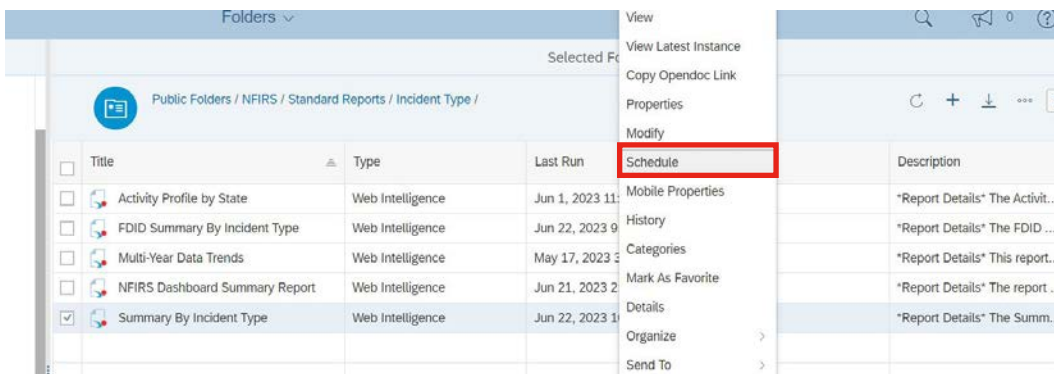 Folders
0
Selected Fo
Public Folders / NFIRS / Standard Reports / Incident Type /
View
View Latest Instance
Copy Opendoc Link
Properties
Modify
Schedule
Mobile Properties
History
Categories
Mark As Favorite
Details
Organize
Send To
Title Type Last Run Description
Activity Profile by State Web Intelligence Jun 1, 2023 11: *Report Details* The Activit...
FDID Summary By Incident Type Web Intelligence Jun 22, 2023 9 *Report Details* The FDID ...
Multi-Year Data Trends Web Intelligence May 17, 2023 3 *Report Details* This report...
NFIRS Dashboard Summary Report Web Intelligence Jun 21, 2023 2 *Report Details* The report ...
Summary By Incident Type Web Intelligence Jun 22, 2023 1 *Report Details* The Summ...